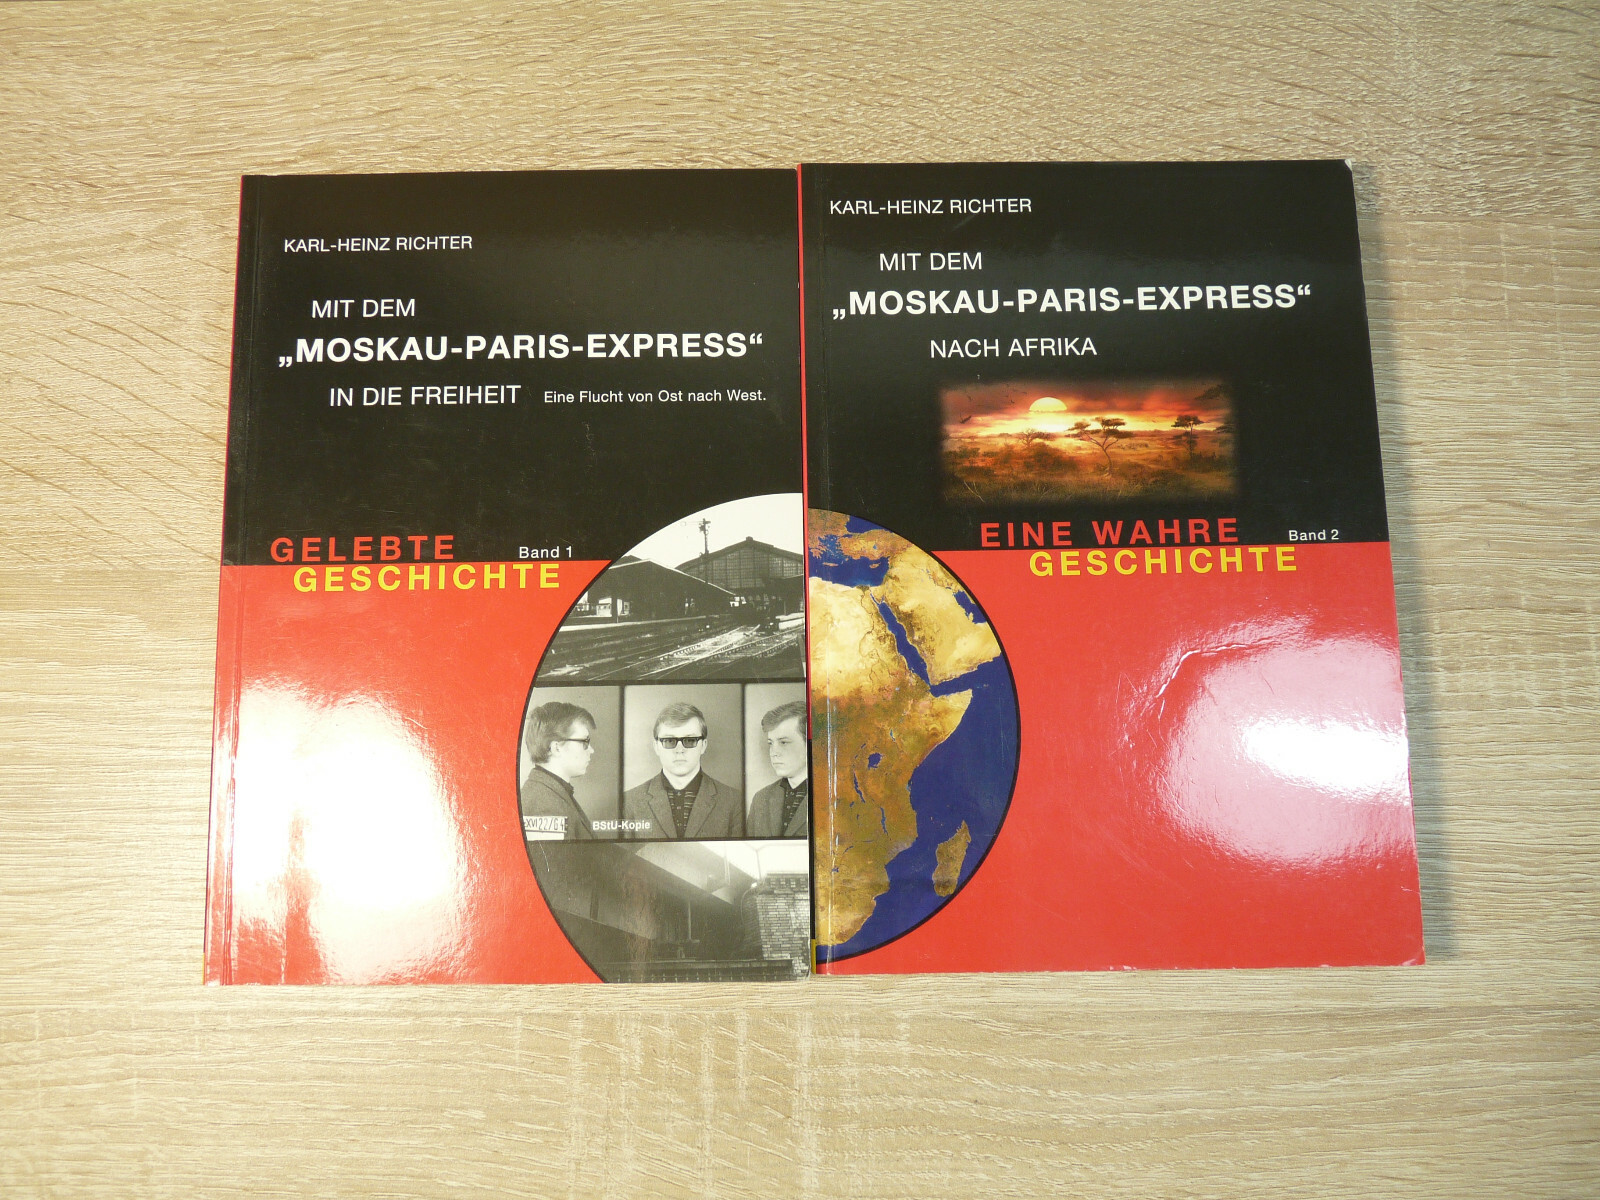 KARL-HEINZ RICHTER
MIT DEM
„MOSKAU-PARIS-EXPRESS“
IN DIE FREIHEIT Eine Flucht von Ost nach West.
GELEBTE Band 1
GESCHICHTE
BStU-Kopie
KARL-HEINZ RICHTER
MIT DEM
„MOSKAU-PARIS-EXPRESS“
NACH AFRIKA
EINE WAHRE Band 2
GESCHICHTE